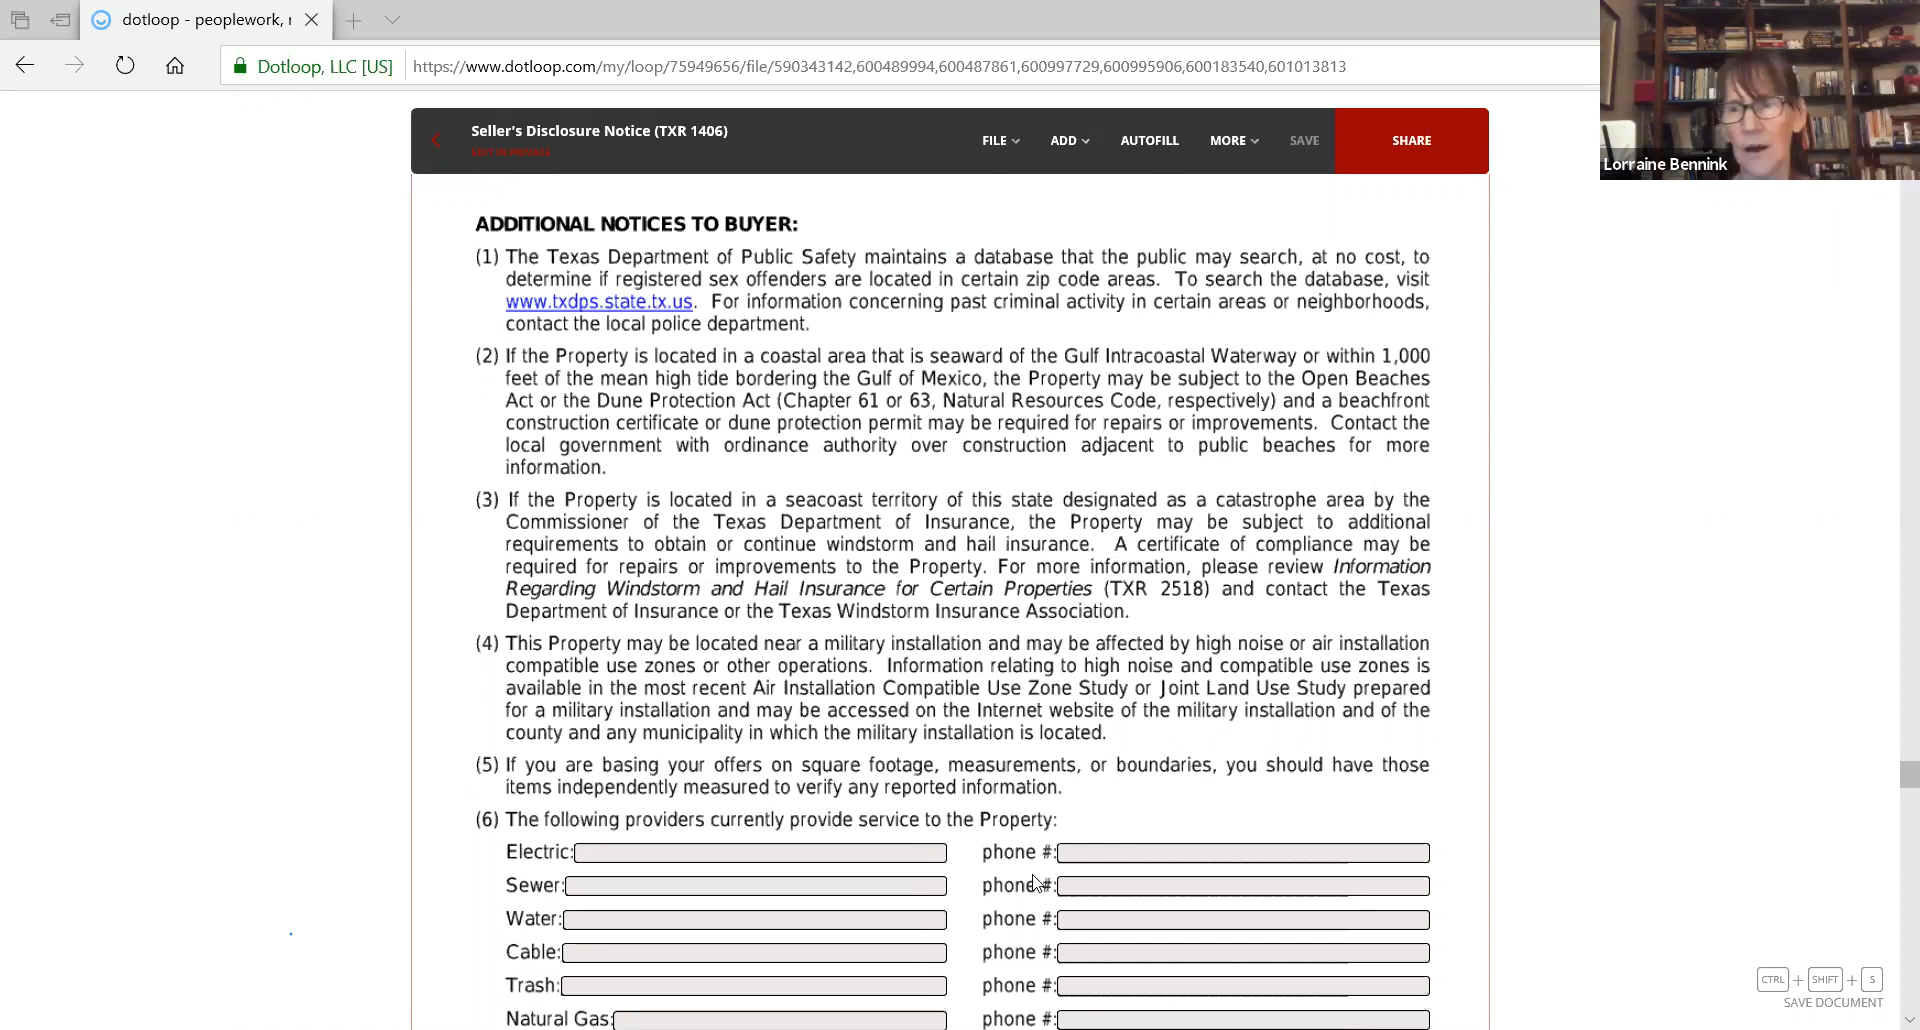 dotloop - peoplework, r
Dotloop, LLC [US] https://www.dotloop.com/my/loop/75949656/file/590343142,600489994,600487861,600997729,600995906,600183540,601013813
Lorraine Bennink
Seller's Disclosure Notice (TXR 1406)
EDIT IN PRIVATE
FILE ADD AUTOFILL MORE SAVE SHARE
ADDITIONAL NOTICES TO BUYER:
(1) The Texas Department of Public Safety maintains a database that the public may search, at no cost, to
determine if registered sex offenders are located in certain zip code areas. To search the database, visit
www.txdps.state.tx.us. For information concerning past criminal activity in certain areas or neighborhoods,
contact the local police department.
(2) If the Property is located in a coastal area that is seaward of the Gulf Intracoastal Waterway or within 1,000
feet of the mean high tide bordering the Gulf of Mexico, the Property may be subject to the Open Beaches
Act or the Dune Protection Act (Chapter 61 or 63, Natural Resources Code, respectively) and a beachfront
construction certificate or dune protection permit may be required for repairs or improvements. Contact the
local government with ordinance authority over construction adjacent to public beaches for more
information.
(3) If the Property is located in a seacoast territory of this state designated as a catastrophe area by the
Commissioner of the Texas Department of Insurance, the Property may be subject to additional
requirements to obtain or continue windstorm and hail insurance. A certificate of compliance may be
required for repairs or improvements to the Property. For more information, please review Information
Regarding Windstorm and Hail Insurance for Certain Properties (TXR 2518) and contact the Texas
Department of Insurance or the Texas Windstorm Insurance Association.
(4) This Property may be located near a military installation and may be affected by high noise or air installation
compatible use zones or other operations. Information relating to high noise and compatible use zones is
available in the most recent Air Installation Compatible Use Zone Study or Joint Land Use Study prepared
for a military installation and may be accessed on the Internet website of the military installation and of the
county and any municipality in which the military installation is located.
(5) If you are basing your offers on square footage, measurements, or boundaries, you should have those
items independently measured to verify any reported information.
(6) The following providers currently provide service to the Property:
Electric: phone #:
Sewer: phone #:
Water: phone #:
Cable: phone #:
Trash: phone #:
Natural Gas: phone #:
CTRL + SHIFT + S
SAVE DOCUMENT